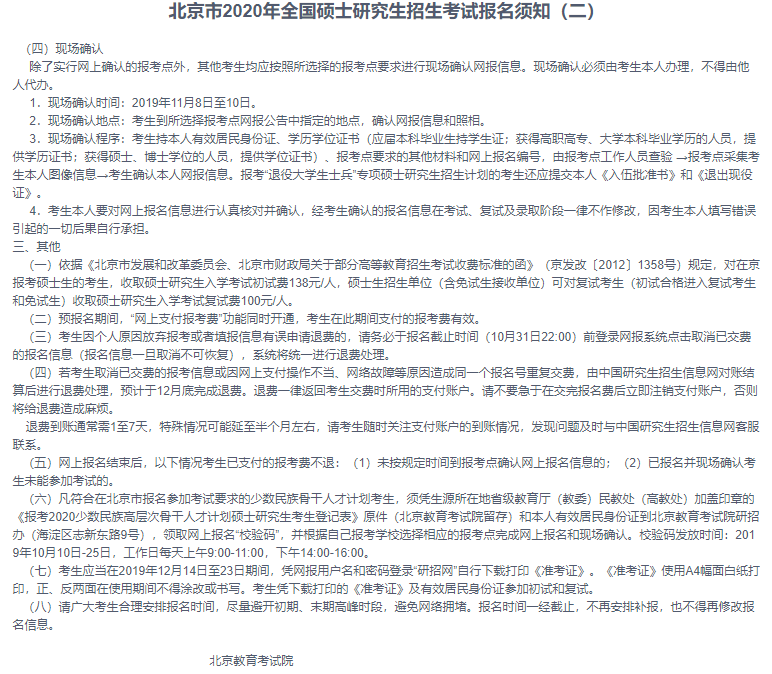 北京市2020年全国硕士研究生招生考试报名须知（二）
（四）现场确认
除了实行网上确认的报考点外，其他考生均应按照所选择的报考点要求进行现场确认网报信息。现场确认必须由考生本人办理，不得由他
人代办。
1．现场确认时间：2019年11月8日至10日。
2．现场确认地点：考生到所选择报考点网报公告中指定的地点，确认网报信息和照相。
3．现场确认程序：考生持本人有效居民身份证、学历学位证书（应届本科毕业生持学生证；获得高职高专、大学本科毕业学历的人员，提
供学历证书；获得硕士、博士学位的人员，提供学位证书）、报考点要求的其他材料和网上报名编号，由报考点工作人员查验 →报考点采集考
生本人图像信息→考生确认本人网报信息。报考“退役大学生士兵”专项硕士研究生招生计划的考生还应提交本人《入伍批准书》和《退出现役
证》。
4．考生本人要对网上报名信息进行认真核对并确认，经考生确认的报名信息在考试、复试及录取阶段一律不作修改，因考生本人填写错误
引起的一切后果自行承担。
三、其他
（一）依据《北京市发展和改革委员会、北京市财政局关于部分高等教育招生考试收费标准的函》（京发改〔2012〕1358号）规定，对在京
报考硕士生的考生，收取硕士研究生入学考试初试费138元/人，硕士生招生单位（含免试生接收单位）可对复试考生（初试合格进入复试考生
和免试生）收取硕士研究生入学考试复试费100元/人。
（二）预报名期间，“网上支付报考费”功能同时开通，考生在此期间支付的报考费有效。
（三）考生因个人原因放弃报考或者填报信息有误申请退费的，请务必于报名截止时间（10月31日22:00）前登录网报系统点击取消已交费
的报名信息（报名信息一旦取消不可恢复），系统将统一进行退费处理。
（四）若考生取消已交费的报考信息或因网上支付操作不当、网络故障等原因造成同一个报名号重复交费，由中国研究生招生信息网对账结
算后进行退费处理，预计于12月底完成退费。退费一律返回考生交费时所用的支付账户。请不要急于在交完报名费后立即注销支付账户，否则
将给退费造成麻烦。
退费到账通常需1至7天，特殊情况可能延至半个月左右，请考生随时关注支付账户的到账情况，发现问题及时与中国研究生招生信息网客服
联系。
（五）网上报名结束后，以下情况考生已支付的报考费不退：（1）未按规定时间到报考点确认网上报名信息的；（2）已报名并现场确认考
生未能参加考试的。
（六）凡符合在北京市报名参加考试要求的少数民族骨干人才计划考生，须凭生源所在地省级教育厅（教委）民教处（高教处）加盖印章的
《报考2020少数民族高层次骨干人才计划硕士研究生考生登记表》原件（北京教育考试院留存）和本人有效居民身份证到北京教育考试院研招
办（海淀区志新东路9号），领取网上报名“校验码”，并根据自己报考学校选择相应的报考点完成网上报名和现场确认。校验码发放时间：201
9年10月10日-25日，工作日每天上午9:00-11:00，下午14:00-16:00。
（七）考生应当在2019年12月14日至23日期间，凭网报用户名和密码登录“研招网”自行下载打印《准考证》。《准考证》使用A4幅面白纸打
印，正、反两面在使用期间不得涂改或书写。考生凭下载打印的《准考证》及有效居民身份证参加初试和复试。
（八）请广大考生合理安排报名时间，尽量避开初期、末期高峰时段，避免网络拥堵。报名时间一经截止，不再安排补报，也不得再修改报
名信息。
北京教育考试院